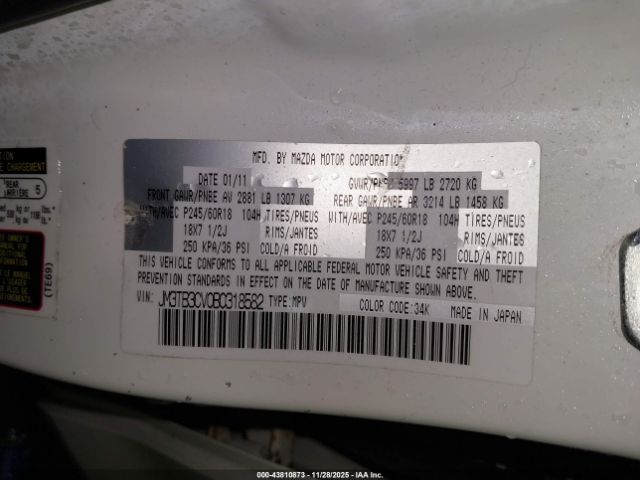 MFD. BY MAZDA MOTOR CORPORATION
DATE 01/11
GVWR/PNBV 5997 LB 2720 KG
FRONT GAWR/PNBE AV 2881 LB 1307 KG
REAR GAWR/PNBE AR 3214 LB 1458 KG
WITH/AVEC P245/60R18 104H TIRES/PNEUS
WITH/AVEC P245/60R18 104H TIRES/PNEUS
18X7 1/2J RIMS/JANTES
18X7 1/2J RIMS/JANTES
250 KPA/36 PSI COLD/A FROID
250 KPA/36 PSI COLD/A FROID
THIS VEHICLE CONFORMS TO ALL APPLICABLE FEDERAL MOTOR VEHICLE SAFETY AND THEFT
PREVENTION STANDARDS IN EFFECT ON THE DATE OF MANUFACTURE SHOWN ABOVE.
VIN: JM3TB3CV0B0318582 TYPE:MPV
COLOR CODE: 34K MADE IN JAPAN
CHARGEMENT
REAR
ARRIÈRE 5
(TE69)
000-43810873 — 11/28/2025 — IAA Inc.